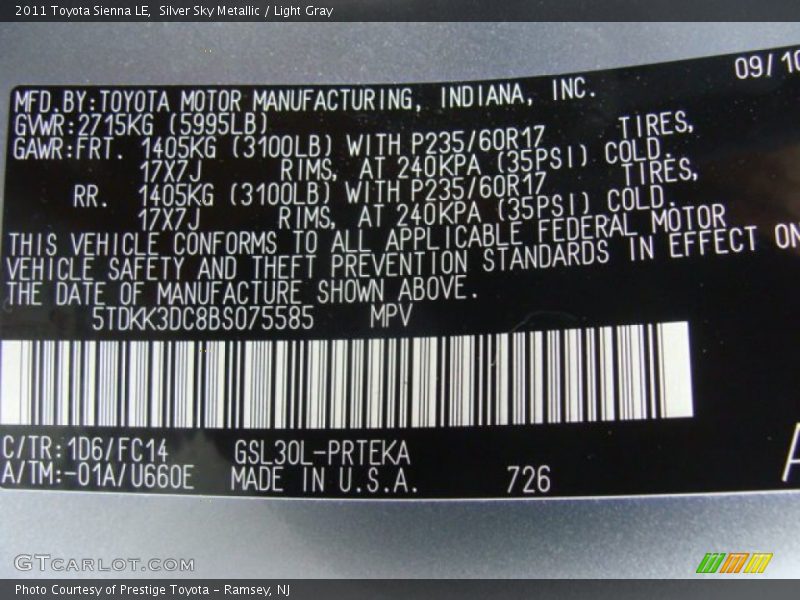 2011 Toyota Sienna LE, Silver Sky Metallic / Light Gray
09/10
MFD.BY:TOYOTA MOTOR MANUFACTURING, INDIANA, INC.
GVWR:2715KG (5995LB)
GAWR:FRT. 1405KG (3100LB) WITH P235/60R17 TIRES,
17X7J RIMS, AT 240KPA (35PSI) COLD.
RR. 1405KG (3100LB) WITH P235/60R17 TIRES,
17X7J RIMS, AT 240KPA (35PSI) COLD.
THIS VEHICLE CONFORMS TO ALL APPLICABLE FEDERAL MOTOR
VEHICLE SAFETY AND THEFT PREVENTION STANDARDS IN EFFECT ON
THE DATE OF MANUFACTURE SHOWN ABOVE.
5TDKK3DC8BS075585 MPV
C/TR:1D6/FC14 GSL30L-PRTEKA
A/TM:-01A/U660E MADE IN U.S.A. 726
A
GTCarLot.com
Photo Courtesy of Prestige Toyota - Ramsey, NJ